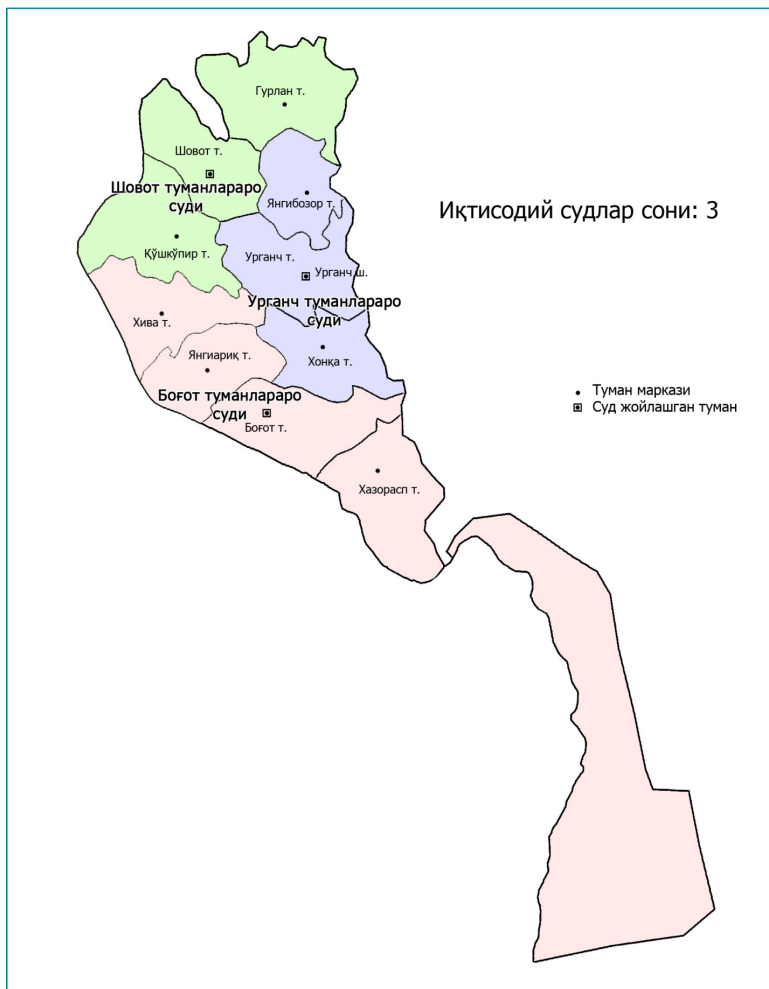 Гурлан т.
Шовот т.
Шовот туманлараро
суди
Янгибозор т.
Иқтисодий судлар сони: 3
Қўшкўпир т.
Урганч т.
Урганч ш.
Урганч туманлараро
суди
Хива т.
Янгиариқ т.
Хонқа т.
Боғот туманлараро
суди
Боғот т.
Туман маркази
Суд жойлашган туман
Хазорасп т.